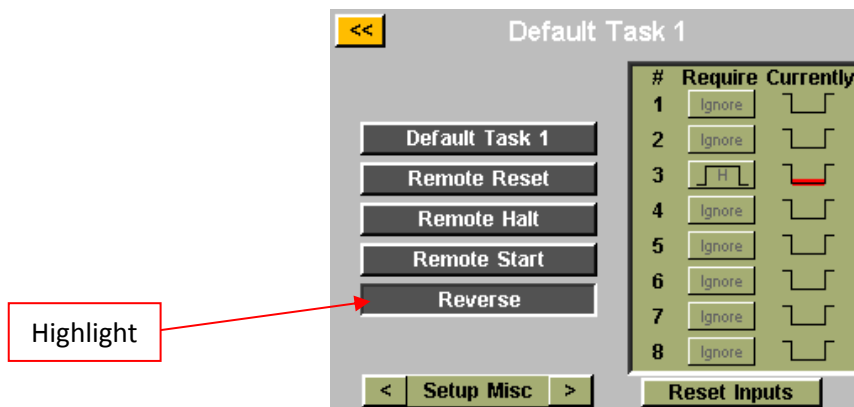 << Default Task 1
# Require Currently
1 Ignore
2 Ignore
3 H
4 Ignore
5 Ignore
6 Ignore
7 Ignore
8 Ignore
Default Task 1
Remote Reset
Remote Halt
Remote Start
Reverse
Highlight
< Setup Misc >
Reset Inputs